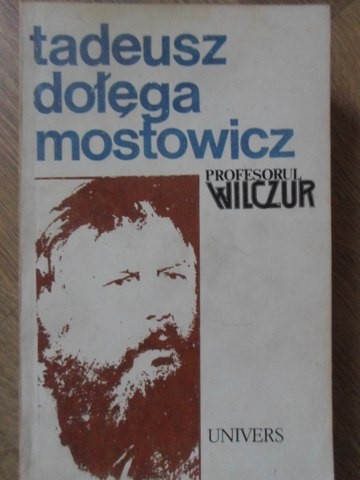 tadeusz
dołęga
mostowicz
PROFESORUL
WILCZUR
UNIVERS